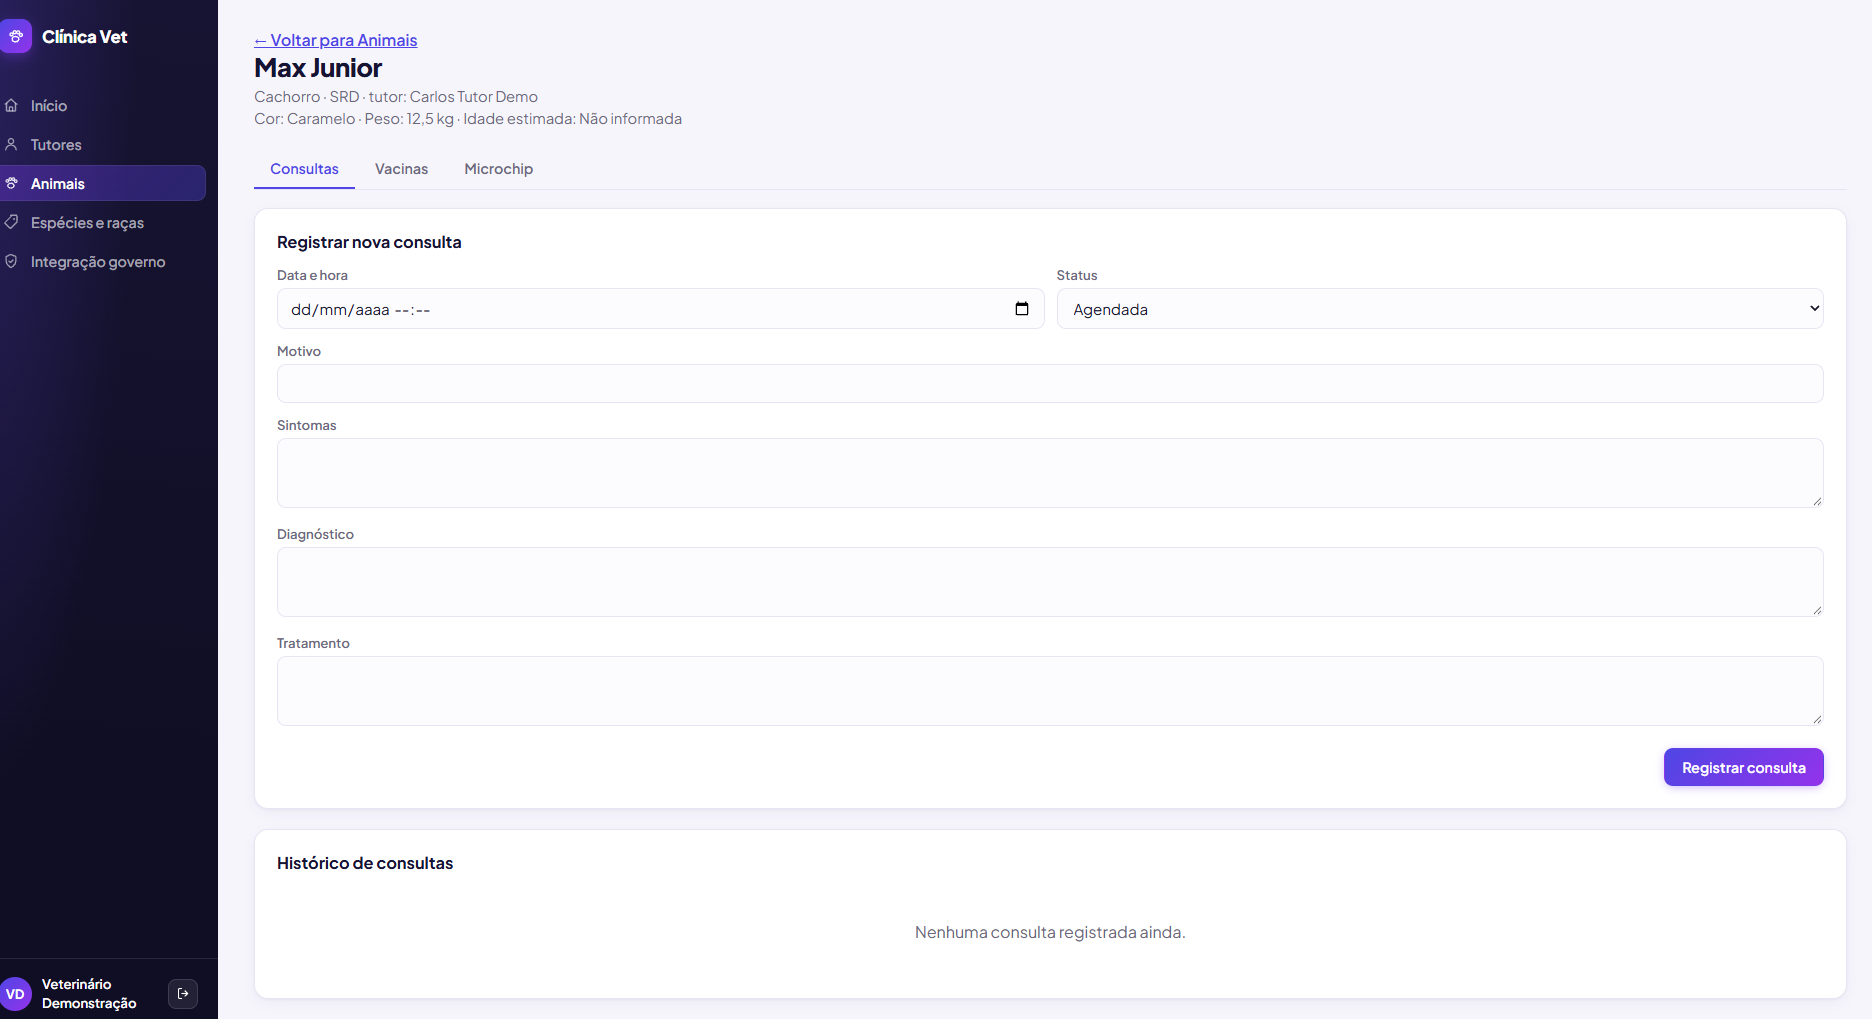 Clínica Vet
Início
Tutores
Animais
Espécies e raças
Integração governo
VD
Veterinário
Demonstração
← Voltar para Animais
Max Junior
Cachorro · SRD · tutor: Carlos Tutor Demo
Cor: Caramelo · Peso: 12,5 kg · Idade estimada: Não informada
Consultas Vacinas Microchip
Registrar nova consulta
Data e hora
dd/mm/aaaa --:--
Status
Agendada
Motivo
Sintomas
Diagnóstico
Tratamento
Registrar consulta
Histórico de consultas
Nenhuma consulta registrada ainda.